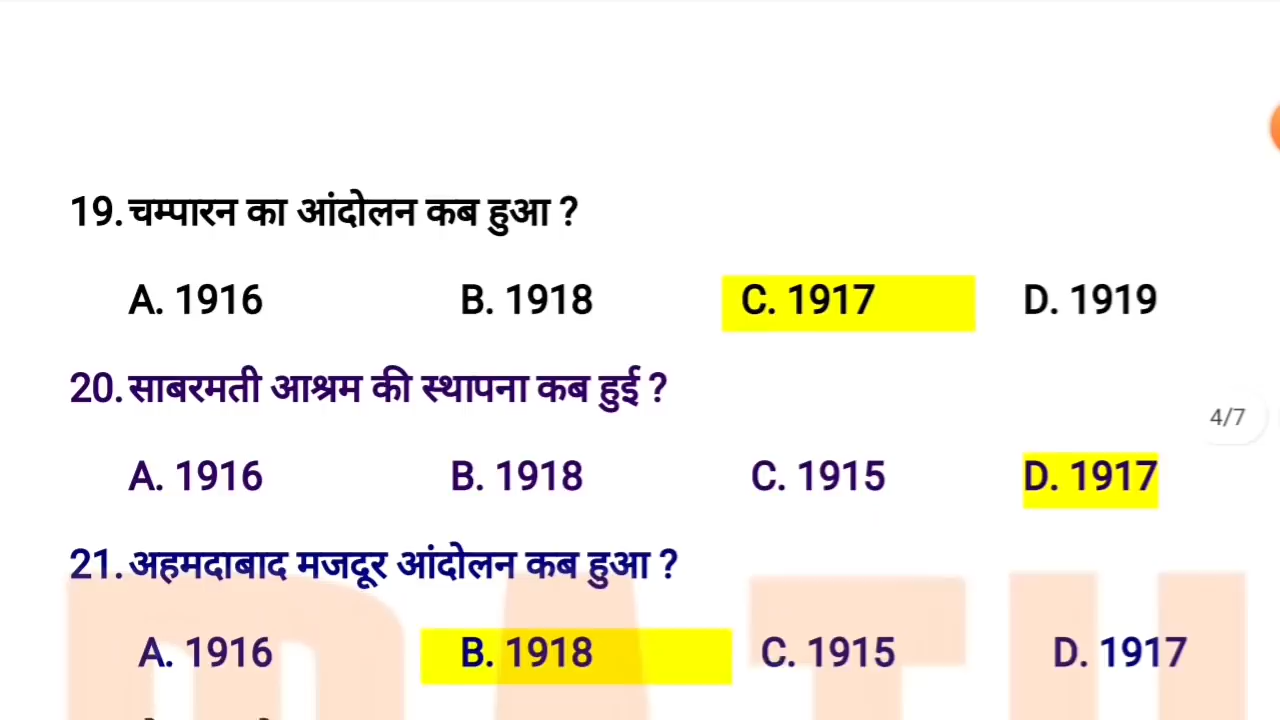 19. चम्पारन का आंदोलन कब हुआ ?
A. 1916 B. 1918 C. 1917 D. 1919
20. साबरमती आश्रम की स्थापना कब हुई ?
4/7
A. 1916 B. 1918 C. 1915 D. 1917
21. अहमदाबाद मजदूर आंदोलन कब हुआ ?
A. 1916 B. 1918 C. 1915 D. 1917